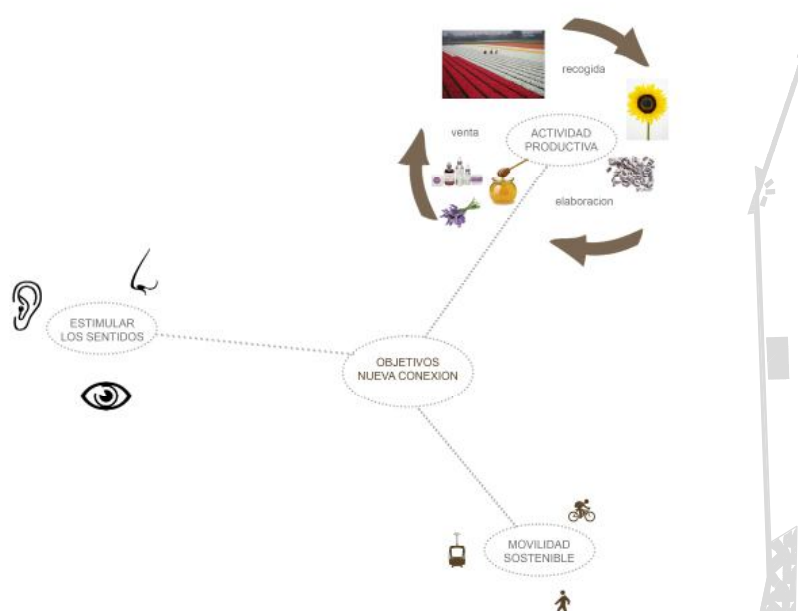 recogida
venta
ACTIVIDAD
PRODUCTIVA
elaboracion
ESTIMULAR
LOS SENTIDOS
OBJETIVOS
NUEVA CONEXION
MOVILIDAD
SOSTENIBLE